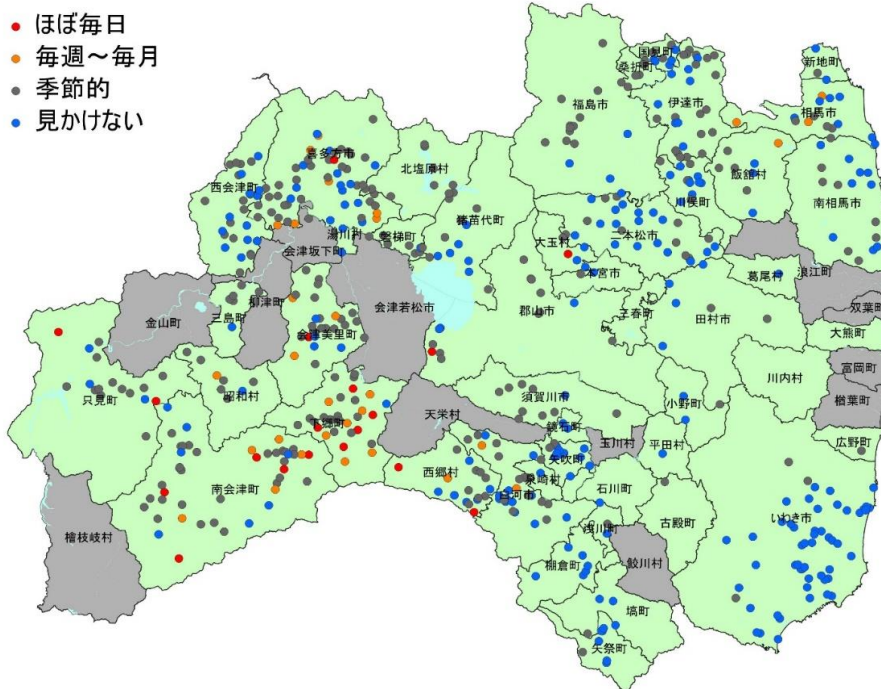 ほぼ毎日
毎週～毎月
季節的
見かけない
国見町
桑折町
新地町
福島市
伊達市
相馬市
喜多方市
北塩原村
西会津町
飯舘村
川俣町
南相馬市
猪苗代町
湯川村
磐梯町
大玉村
二本松市
会津坂下町
本宮市
葛尾村
浪江町
柳津町
会津若松市
双葉町
金山町
三島町
郡山市
三春町
田村市
大熊町
会津美里町
富岡町
只見町
昭和村
川内村
楢葉町
下郷町
天栄村
須賀川市
小野町
鏡石町
玉川村
平田村
広野町
矢吹町
西郷村
泉崎村
南会津町
白河市
石川町
いわき市
古殿町
浅川町
檜枝岐村
棚倉町
鮫川村
塙町
矢祭町